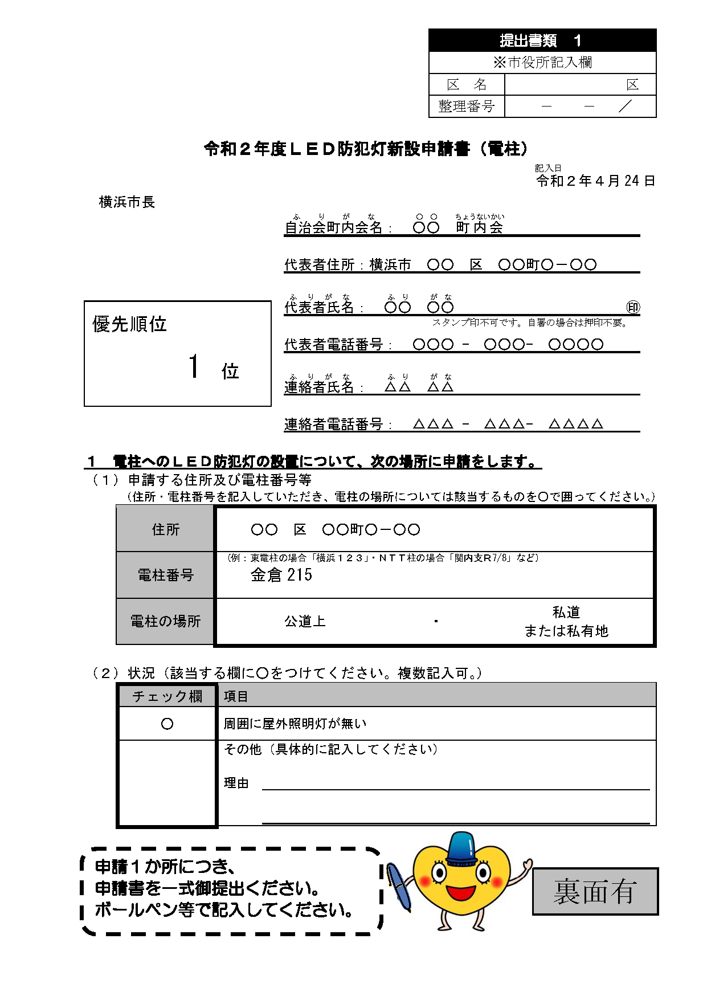 提出書類　１
※市役所記入欄
区　名　　　　　　区
整理番号　　－　　－　／
令和２年度ＬＥＤ防犯灯新設申請書（電柱）
記入日
令和２年４月 24 日
横浜市長
ふりがな　〇〇　ちょうないかい
自治会町内会名：　〇〇　町内会
代表者住所：横浜市　〇〇　区　〇〇町〇－〇〇
ふりがな　ふり　がな
代表者氏名：　〇〇　〇〇　㊞
スタンプ印不可です。自署の場合は押印不要。
代表者電話番号：　〇〇〇 －　〇〇〇－　〇〇〇〇
ふりがな　ふり　がな
連絡者氏名：　△△　△△
連絡者電話番号：　△△△ －　△△△－　△△△△
優先順位
1　位
１　電柱へのＬＥＤ防犯灯の設置について、次の場所に申請をします。
（１）申請する住所及び電柱番号等
（住所・電柱番号を記入していただき、電柱の場所については該当するものを〇で囲ってください。）
住所　〇〇　区　〇〇町〇－〇〇
（例：東電柱の場合「横浜１２３」・ＮＴＴ柱の場合「関内支Ｒ7/8」など）
電柱番号　金倉 215
電柱の場所　公道上　・　私道
または私有地
（２）状況（該当する欄に〇をつけてください。複数記入可。）
チェック欄　項目
〇　周囲に屋外照明灯が無い
その他（具体的に記入してください）
理由
申請１か所につき、
申請書を一式御提出ください。
ボールペン等で記入してください。
裏面有